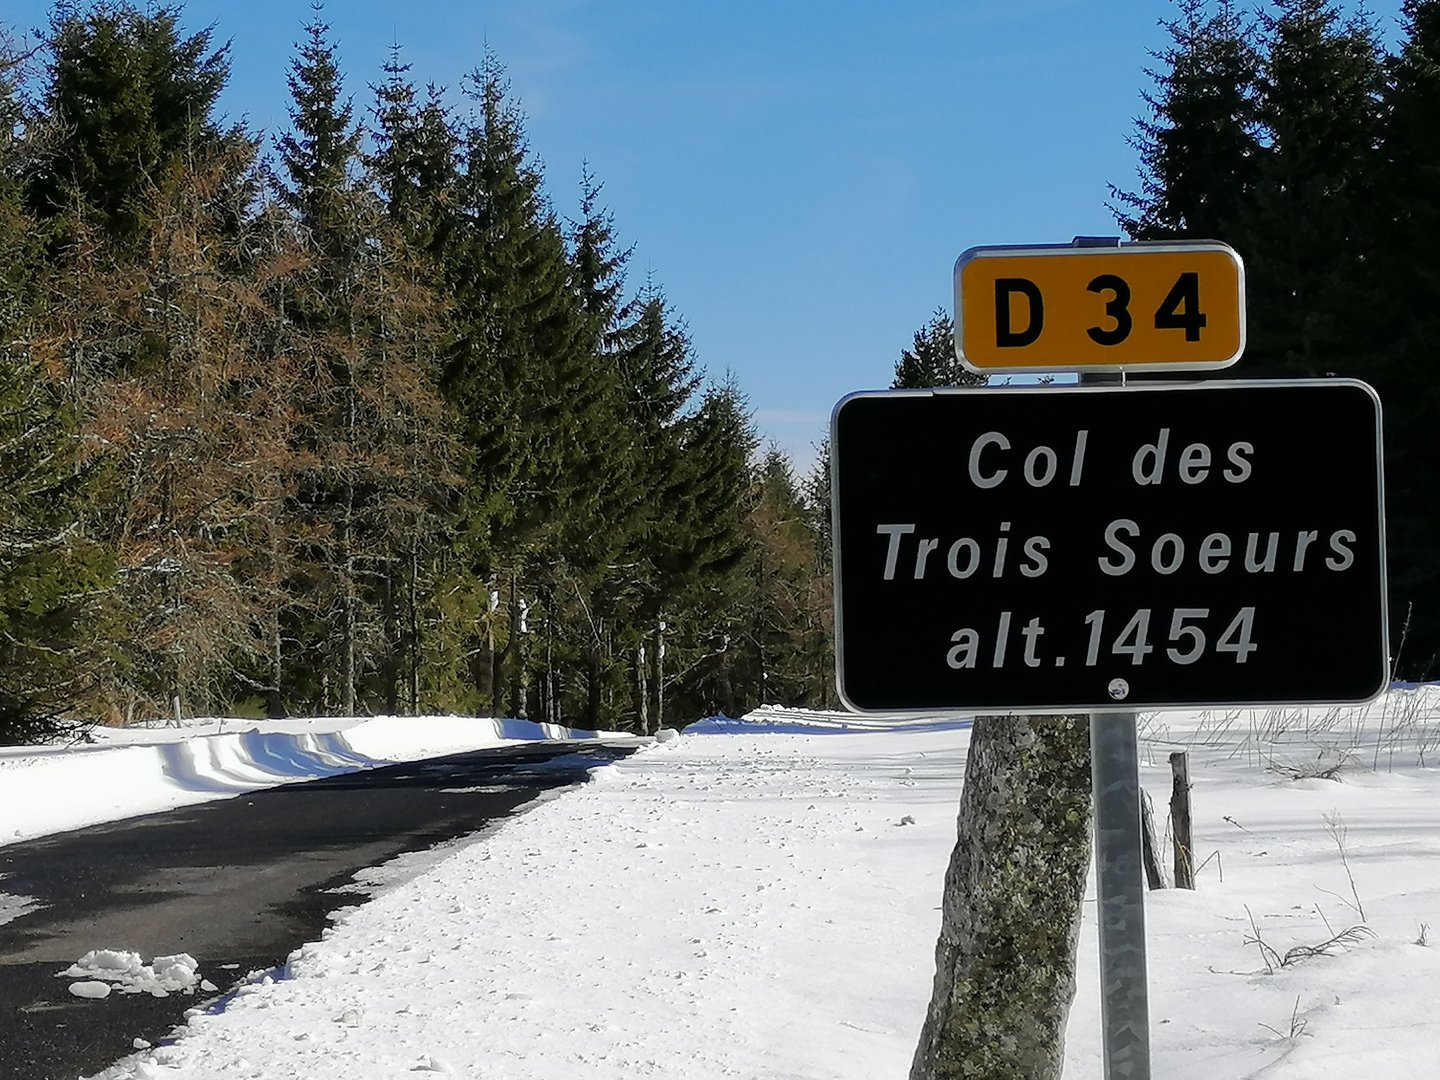 D 34
Col des
Trois Soeurs
alt.1454